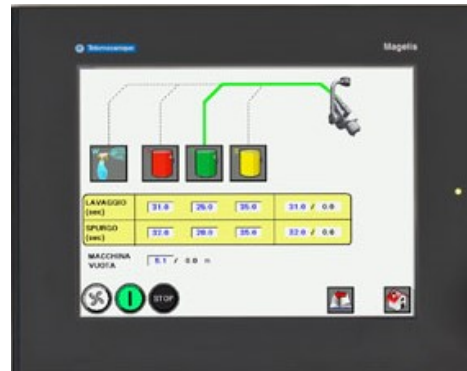 Telemecanique
Magelis
LAVAGGIO (sec) 31.0 25.0 35.0 31.0 / 0.0
SPURGO (sec) 32.0 28.0 35.0 32.0 / 0.0
MACCHINA VUOTA 5.1 / 0.0 m
STOP